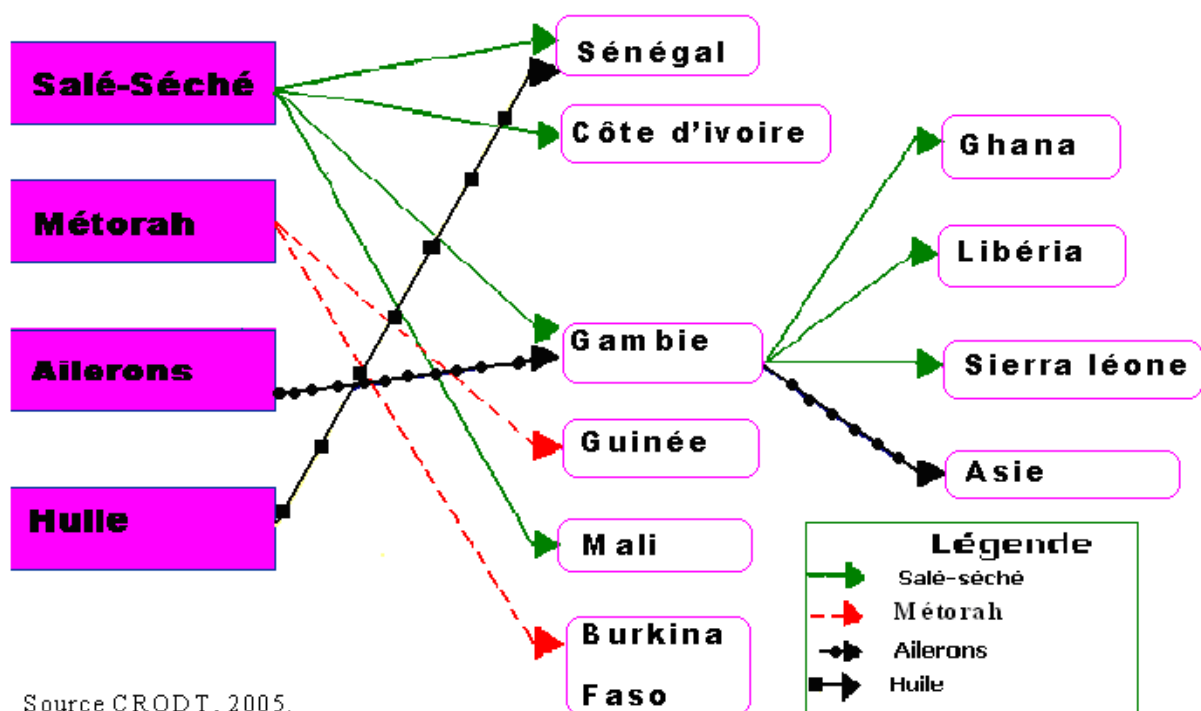 Salé-Séché
Métorah
Ailerons
Huile
Sénégal
Côte d'ivoire
Gambie
Guinée
Mali
Burkina
Faso
Ghana
Libéria
Sierra léone
Asie
Légende
Salé-séché
Métorah
Ailerons
Huile
Source CRODT, 2005.